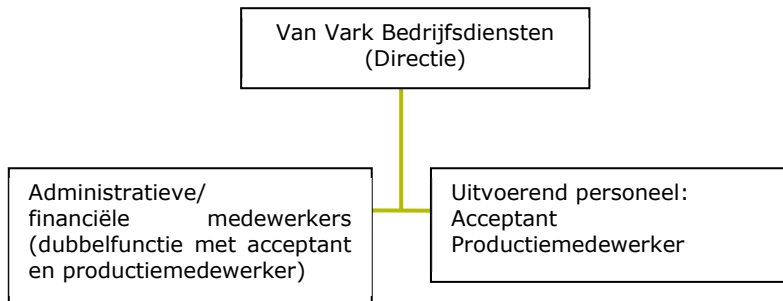 Van Vark Bedrijfsdiensten
(Directie)
Administratieve/
financiële medewerkers
(dubbelfunctie met acceptant
en productiemedewerker)
Uitvoerend personeel:
Acceptant
Productiemedewerker